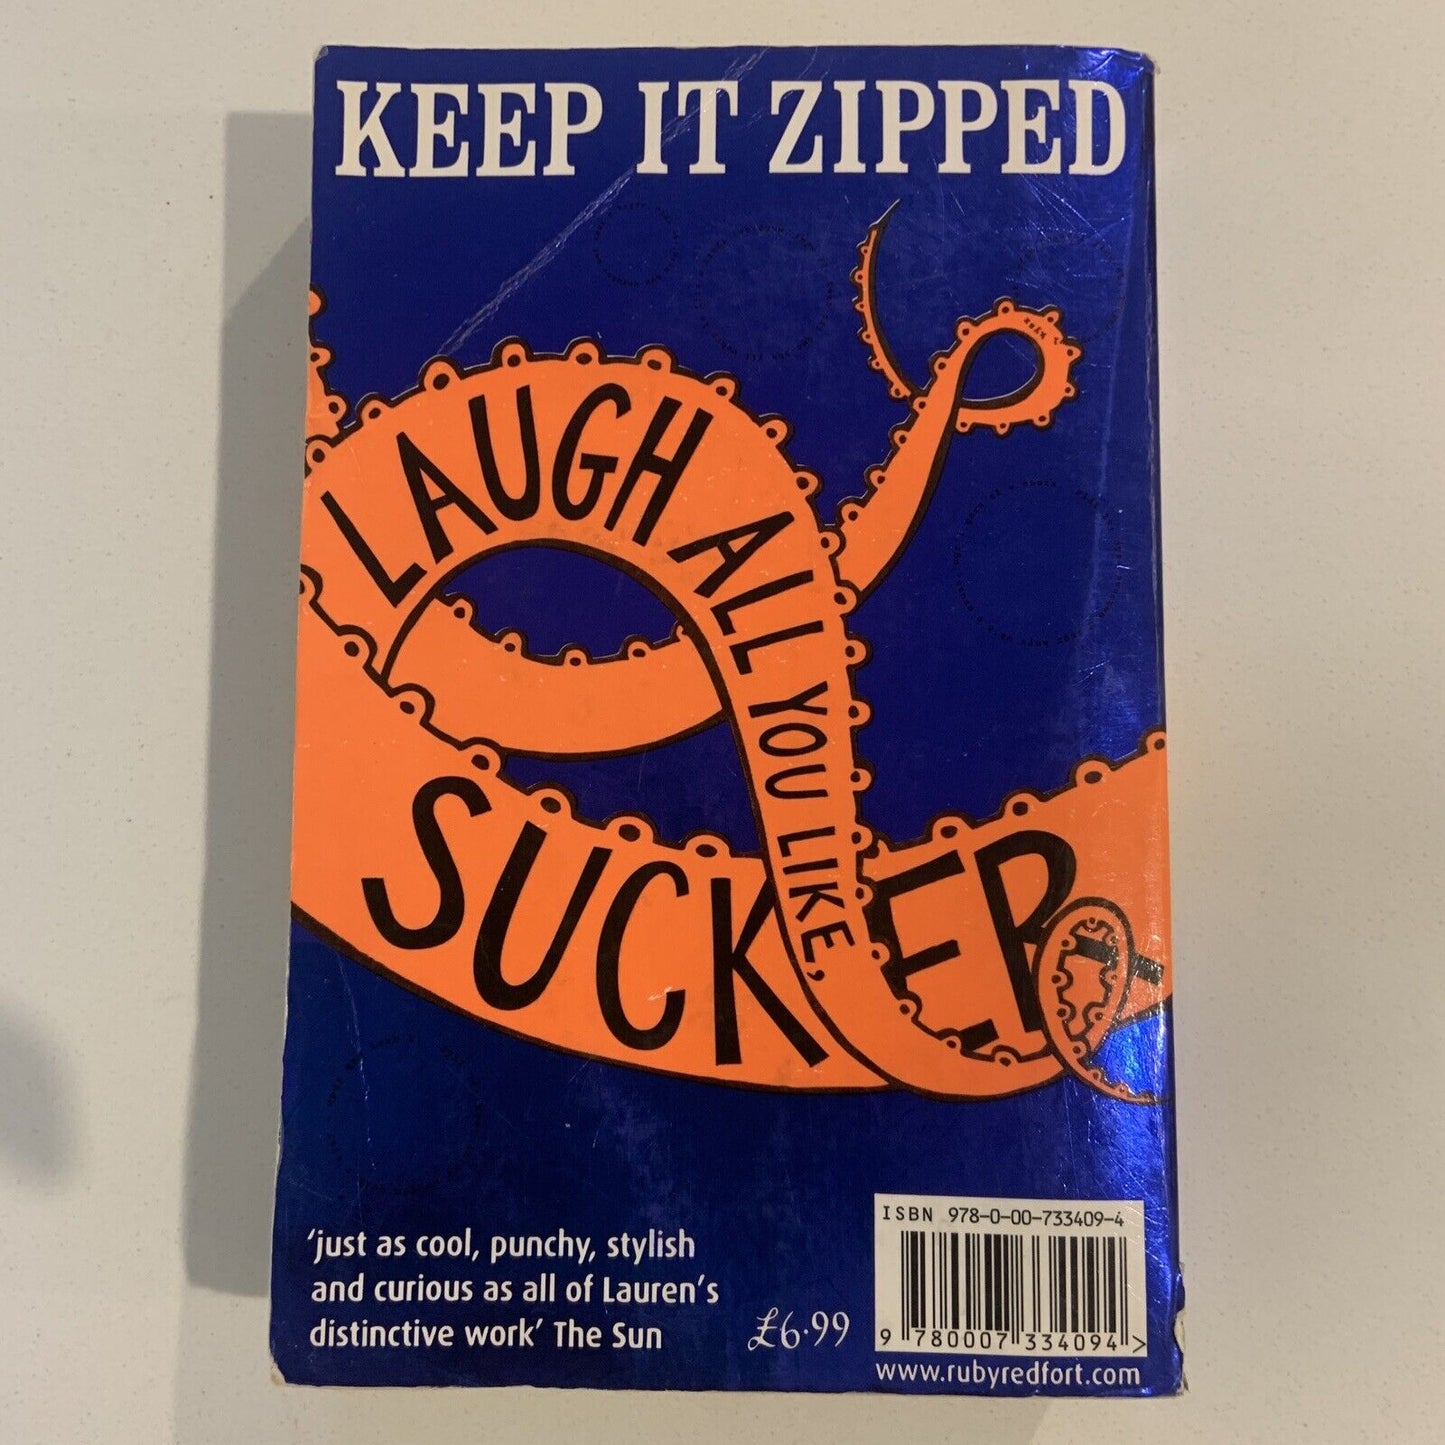 KEEP IT ZIPPED
LAUGH ALL YOU LIKE,
SUCKER
'just as cool, punchy, stylish
and curious as all of Lauren's
distinctive work' The Sun
£6.99
ISBN 978-0-00-733409-4
9 780007 334094 >
www.rubyredfort.com